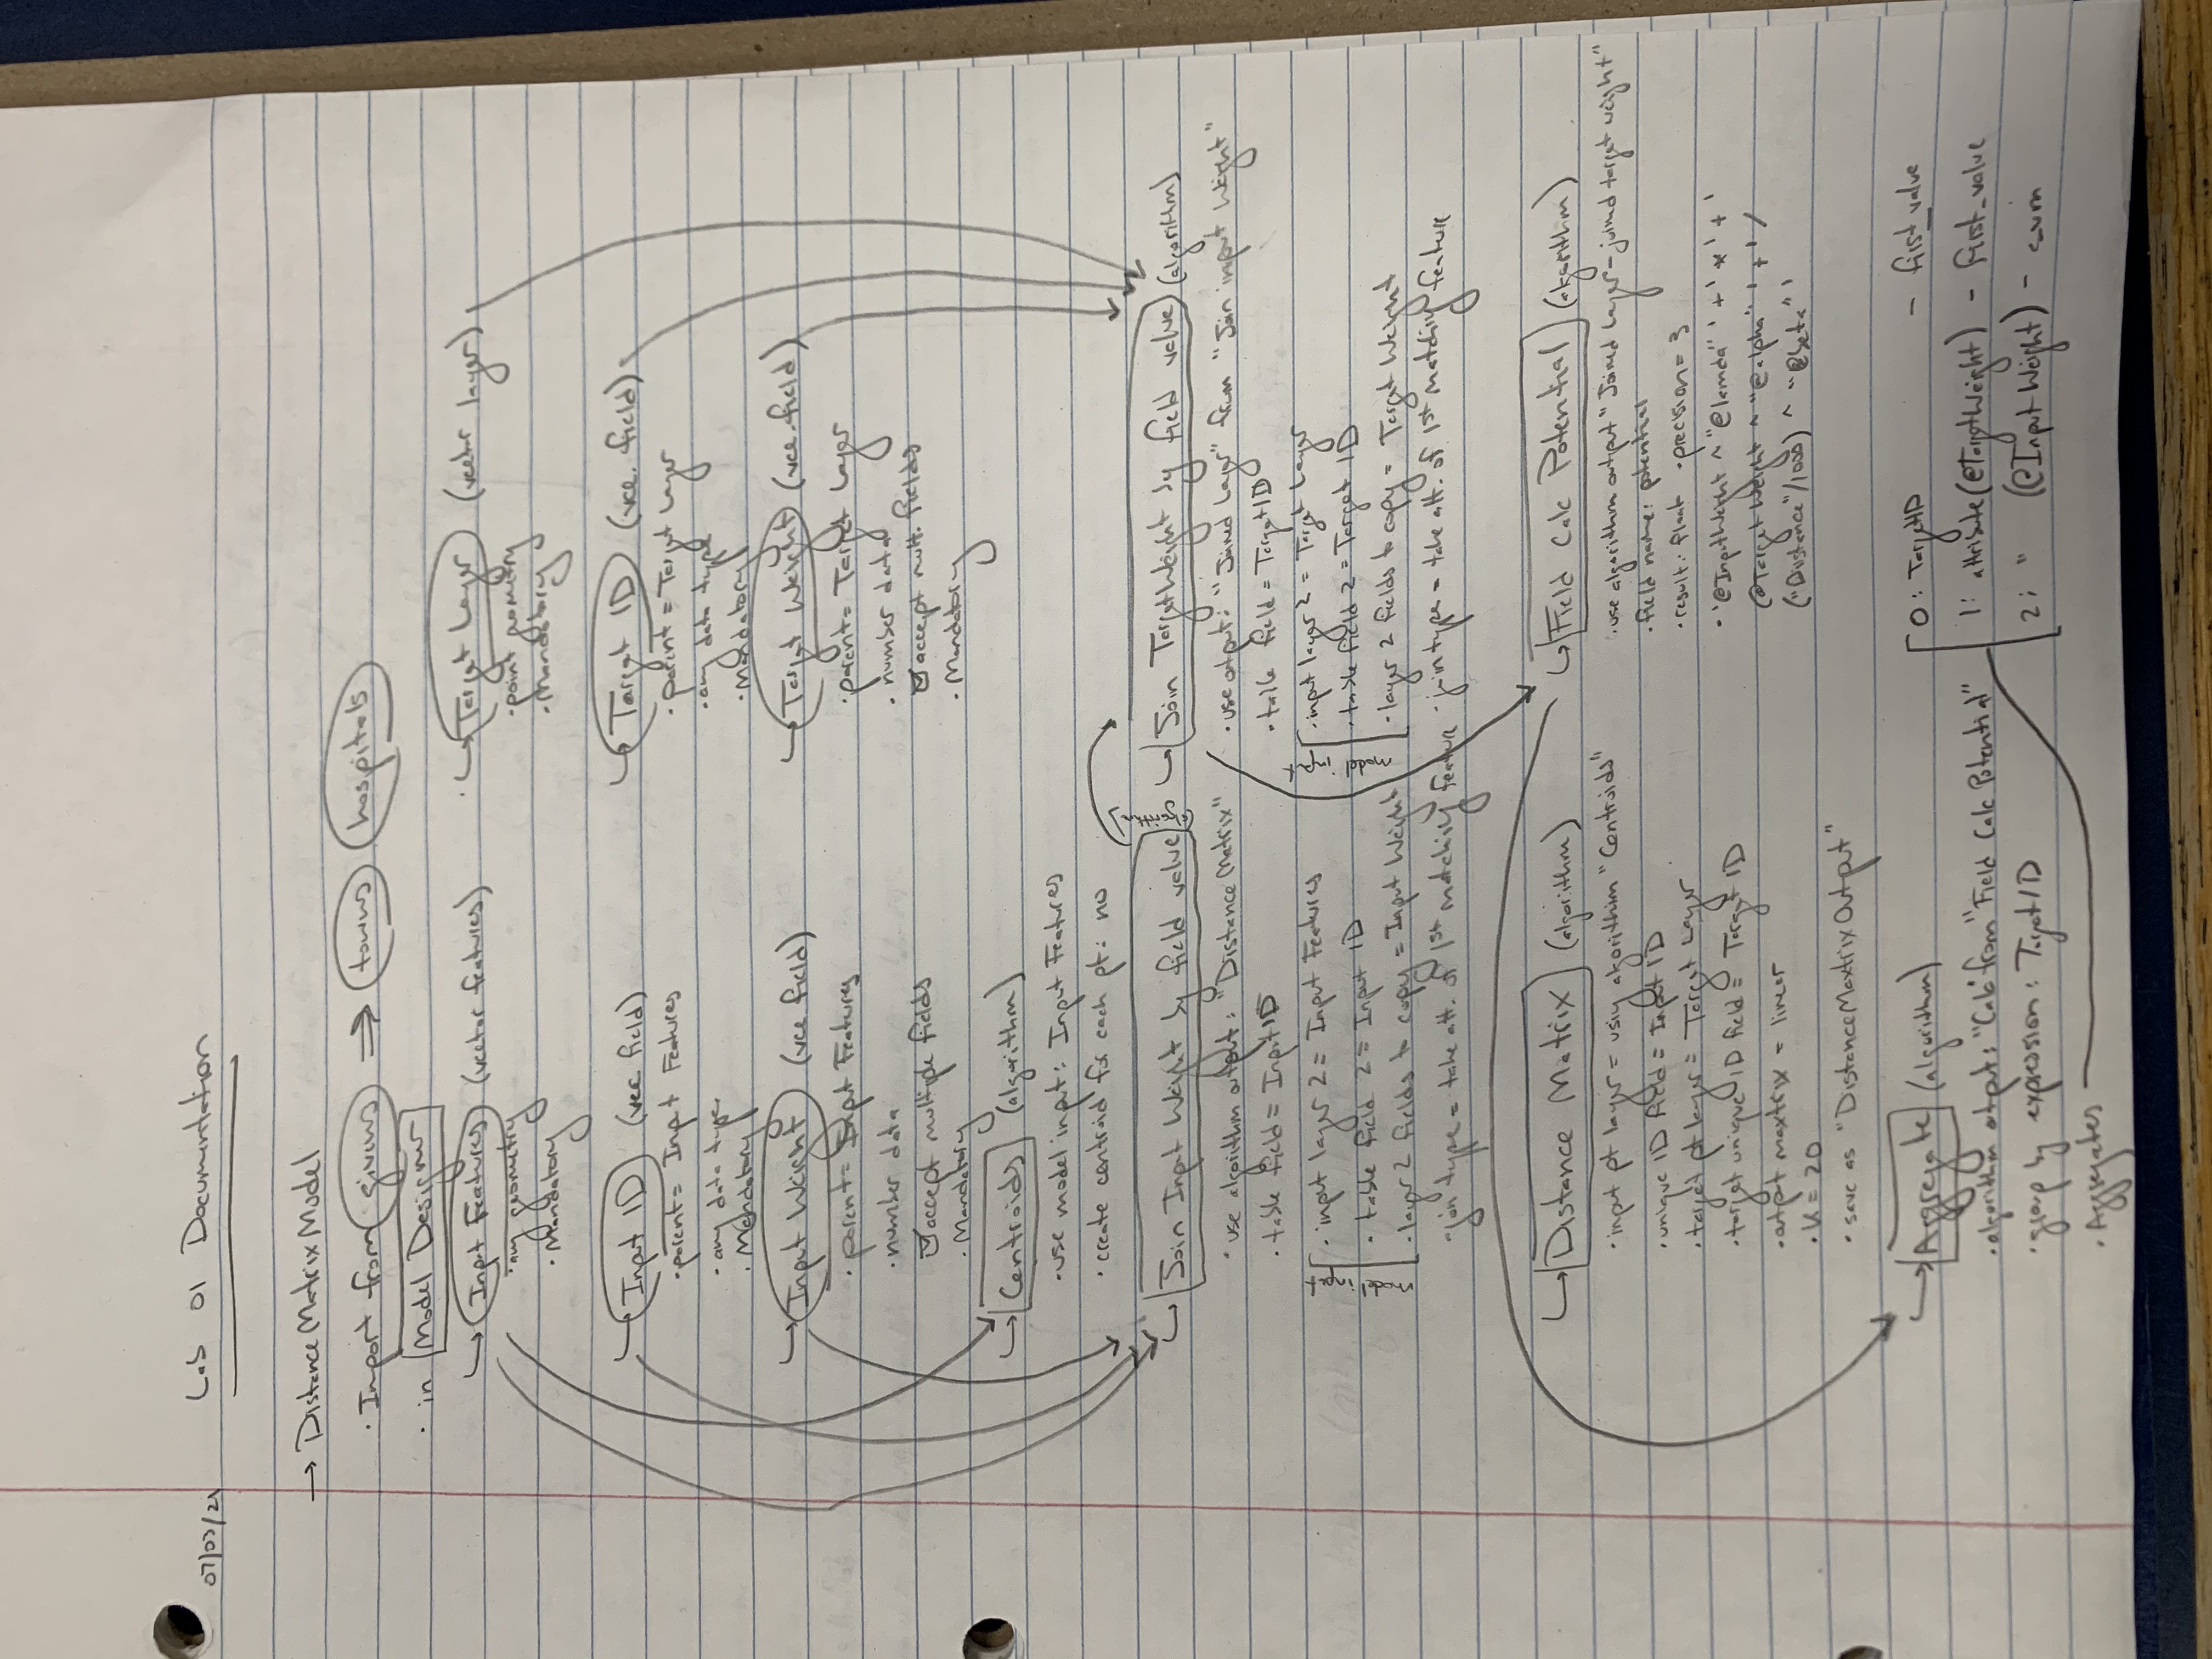 07/07/21
Lab 01 Documentation
→ DistanceMatrixModel
· Import from givens ⇒ towns hospitals
· in Model Designer
↳ Input Features (vector features)
· any geometry
· Mandatory
↳ Target Layer (vector layer)
· point geometry
· Mandatory
↳ Input ID (vec. field)
· parent = Input Features
· any data type
· Mandatory
↳ Target ID (vec. field)
· parent = Target Layer
· any data type
· Mandatory
↳ Input Weight (vec field)
· parent = Input Features
· number data
☑ accept multiple fields
· Mandatory
↳ Target Weight (vec. field)
· parent = Target Layer
· number data
☑ accept mult. fields
· Mandatory
↳ Centroids (algorithm)
· use model input: Input Features
· create centroid for each pt: no
↳ Join Input Weight by field value (algorithm)
· use algorithm output: "Distance Matrix"
· table field = InputID
model input
· input layer 2 = Input Features
· table field 2 = Input ID
· layer 2 fields to copy = Input Weight
· join type = take att. of 1st matching feature
↳ Join TargetWeight by field value (algorithm)
· use output: "Joined Layer" from "Join input Weight"
· table field = TargetID
model input
· input layer 2 = Target Layer
· table field 2 = Target ID
· layer 2 fields to copy = Target Weight
· join type = take att. of 1st matching feature
↳ Distance Matrix (algorithm)
· input pt layer = using algorithim "Centroids"
· unique ID field = Input ID
· target pt layer = Target Layer
· target unique ID field = Target ID
· output maxtrix = linear
· K = 20
· save as "DistanceMaxtrixOutput"
↳ Field Calc Potential (algorithm)
· use algorithm output "Joined Layer - joined target weight"
· field name: potential
· result: float · precision = 3
· '@InputWeight ^ "@lamda" ' + ' * ' + '
@TargetWeight ^ "@alpha" ' + ' /
("Distance"/1000) ^ "@beta" '
↳ Aggregate (algorithm)
· algorithm output: "Calc" from "Field Calc Potential"
· group by expression: TargetID
· Aggregates
0: TargetID - first_value
1: attribute(@TargetWeight) - first_value
2: " (@InputWeight) - sum